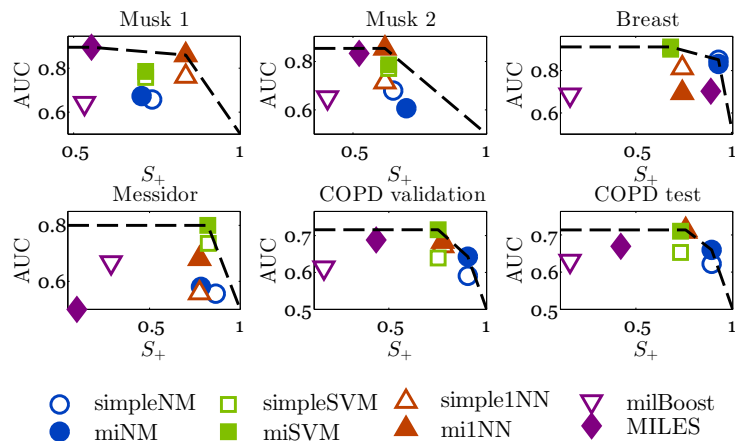 Musk 1 Musk 2 Breast
AUC 0.8 0.6 AUC 0.8 0.6 AUC 0.8 0.6
0.5 1 0.5 1 0.5 1
S+ S+ S+
Messidor COPD validation COPD test
AUC 0.8 0.6 AUC 0.7 0.6 0.5 AUC 0.7 0.6 0.5
0.5 1 0.5 1 0.5 1
S+ S+ S+
simpleNM simpleSVM simple1NN milBoost
miNM miSVM mi1NN MILES